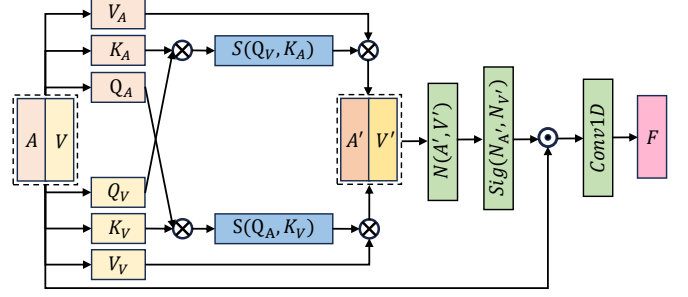 V_A
K_A
S(Q_V, K_A)
Q_A
A V
A′ V′
N(A′, V′)
Sig(N_A′, N_V′)
Conv1D
F
Q_V
K_V
S(Q_A, K_V)
V_V